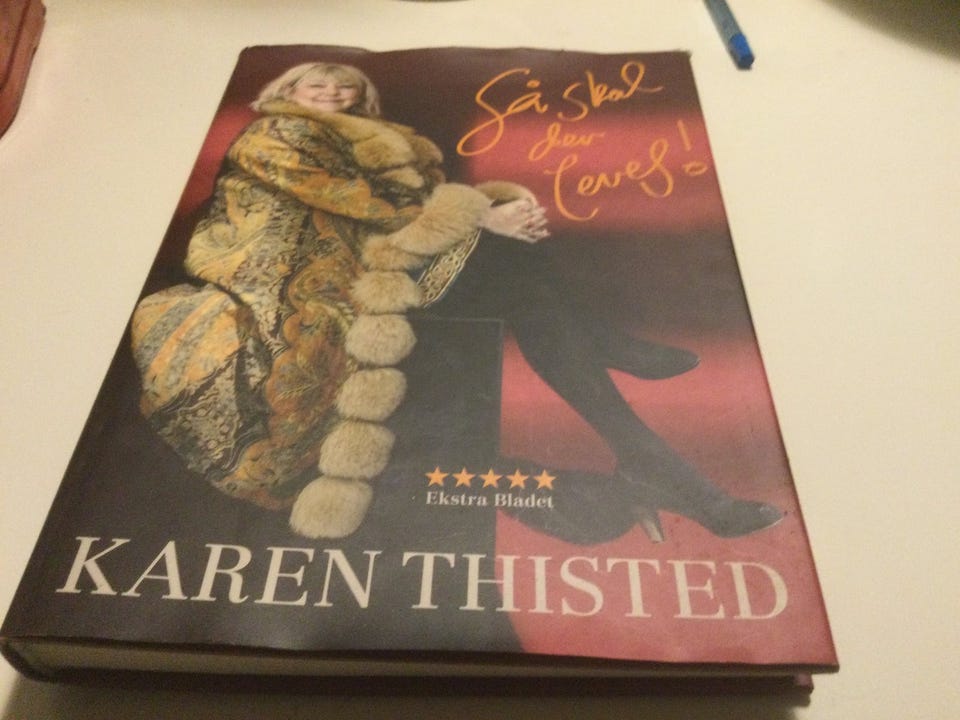 Så skal
der
leves!
Ekstra Bladet
KAREN THISTED